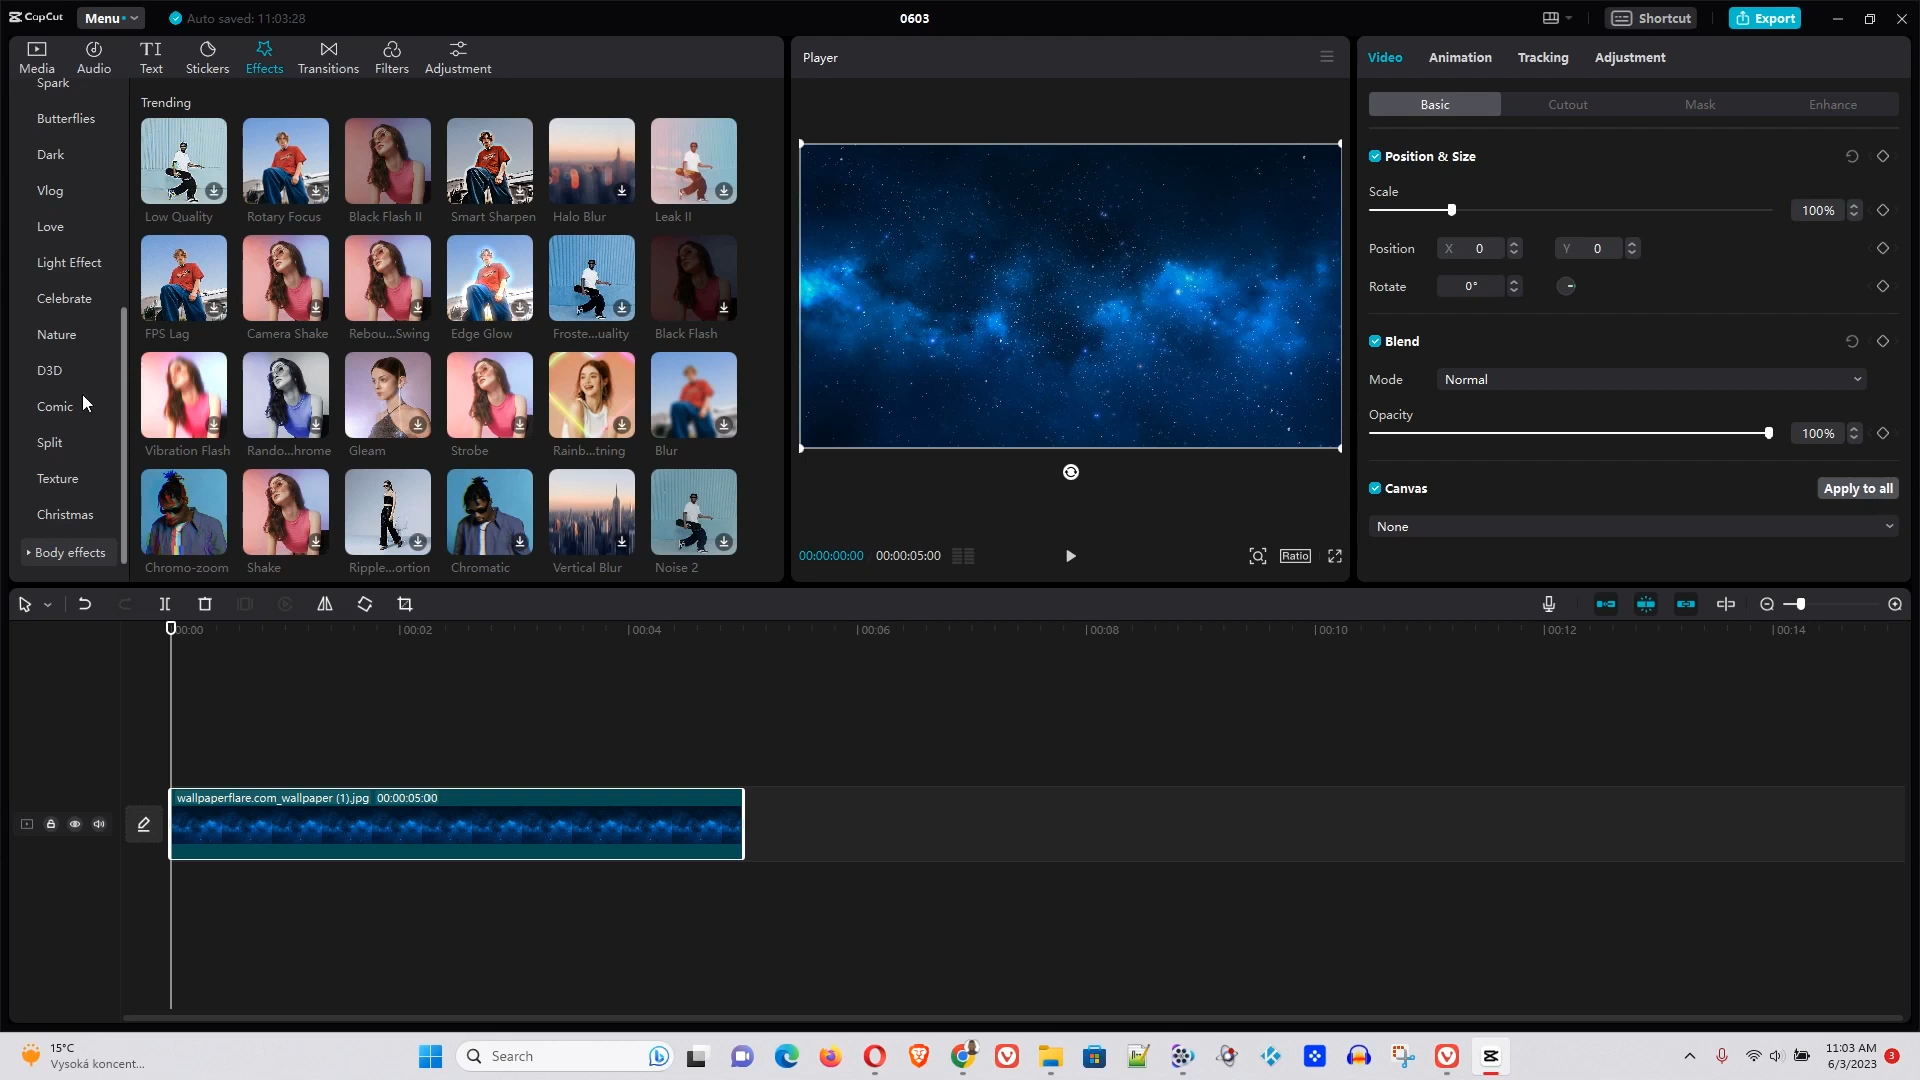 CapCut
Menu
Auto saved: 11:03:28
0603
Shortcut
Export
Media
Audio
TI
Text
Stickers
Effects
Transitions
Filters
Adjustment
Spark
Butterflies
Dark
Vlog
Love
Light Effect
Celebrate
Nature
D3D
Comic
Split
Texture
Christmas
Body effects
Trending
Low Quality
Rotary Focus
Black Flash II
Smart Sharpen
Halo Blur
Leak II
FPS Lag
Camera Shake
Rebou...Swing
Edge Glow
Froste...uality
Black Flash
Vibration Flash
Rando...hrome
Gleam
Strobe
Rainb...tning
Blur
Chromo-zoom
Shake
Ripple...ortion
Chromatic
Vertical Blur
Noise 2
Player
00:00:00:00
00:00:05:00
Ratio
Video
Animation
Tracking
Adjustment
Basic
Cutout
Mask
Enhance
Position & Size
Scale
100%
Position
X 0
Y 0
Rotate
0°
Blend
Mode
Normal
Opacity
100%
Canvas
Apply to all
None
00:00
00:02
00:04
00:06
00:08
00:10
00:12
00:14
wallpaperflare.com_wallpaper (1).jpg 00:00:05:00
15°C
Vysoká koncent...
Search
11:03 AM
6/3/2023
3